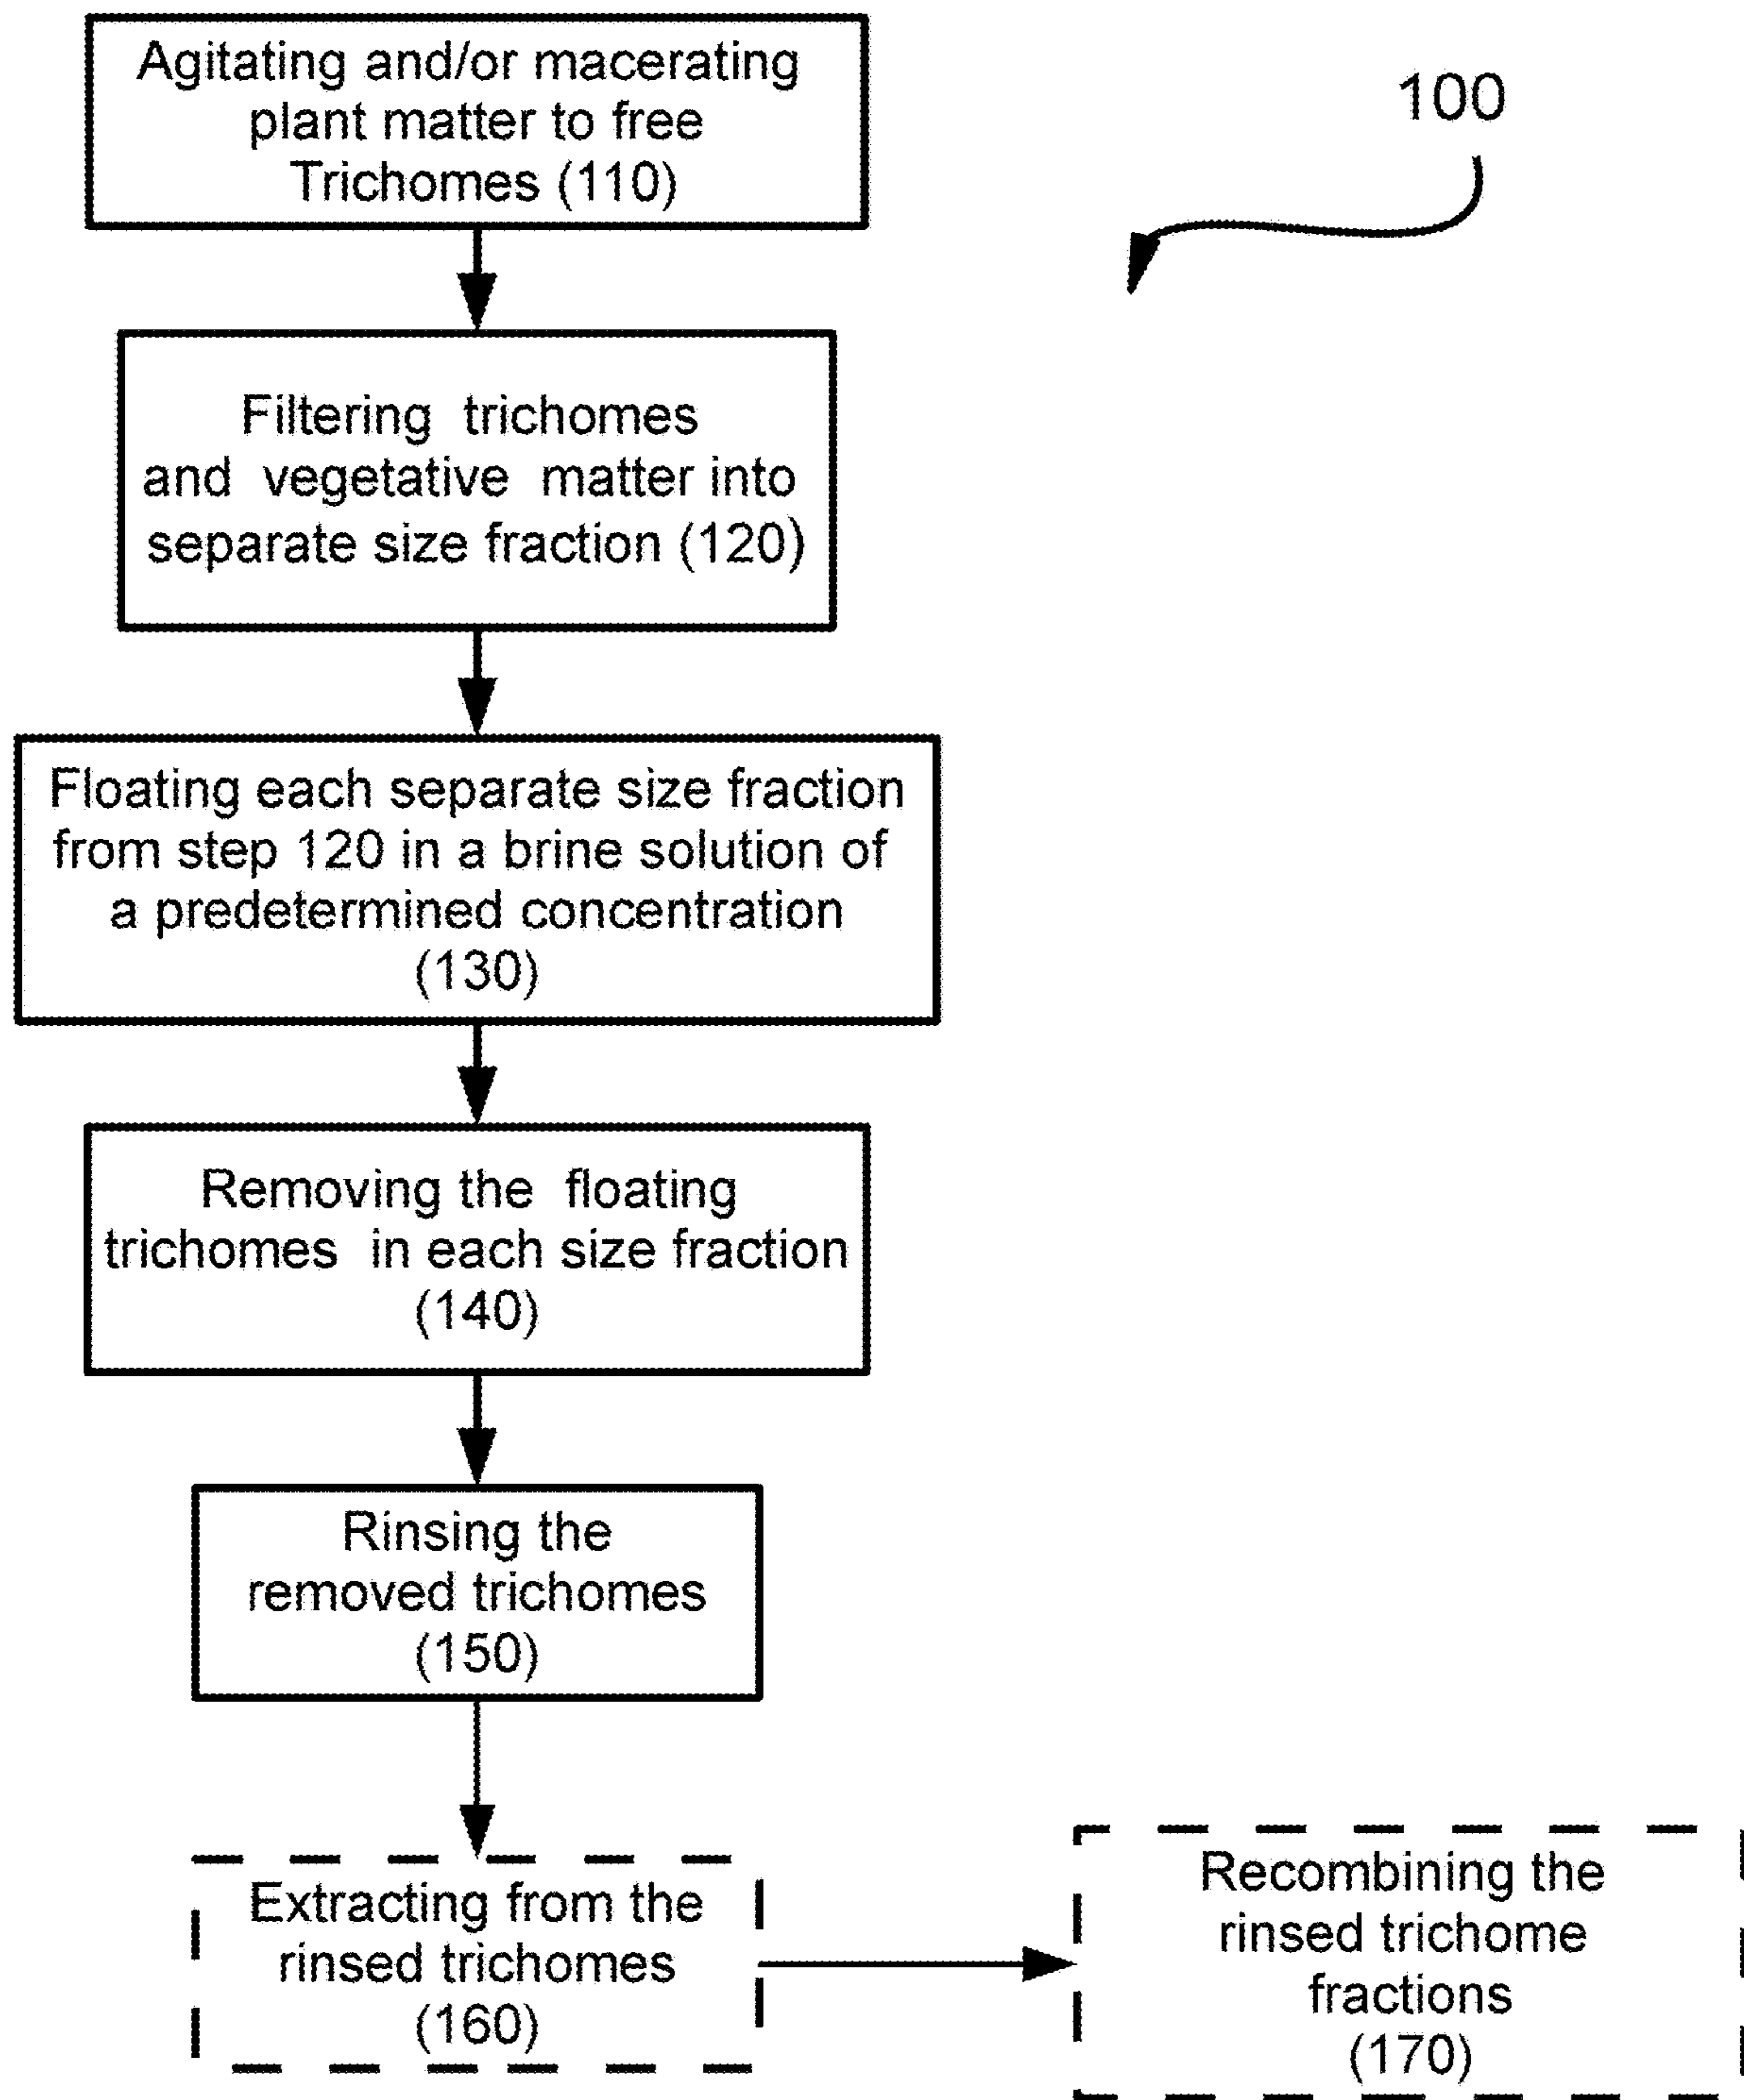 Agitating and/or macerating
plant matter to free
Trichomes (110)
100
Filtering trichomes
and vegetative matter into
separate size fraction (120)
Floating each separate size fraction
from step 120 in a brine solution of
a predetermined concentration
(130)
Removing the floating
trichomes in each size fraction
(140)
Rinsing the
removed trichomes
(150)
Extracting from the
rinsed trichomes
(160)
Recombining the
rinsed trichome
fractions
(170)